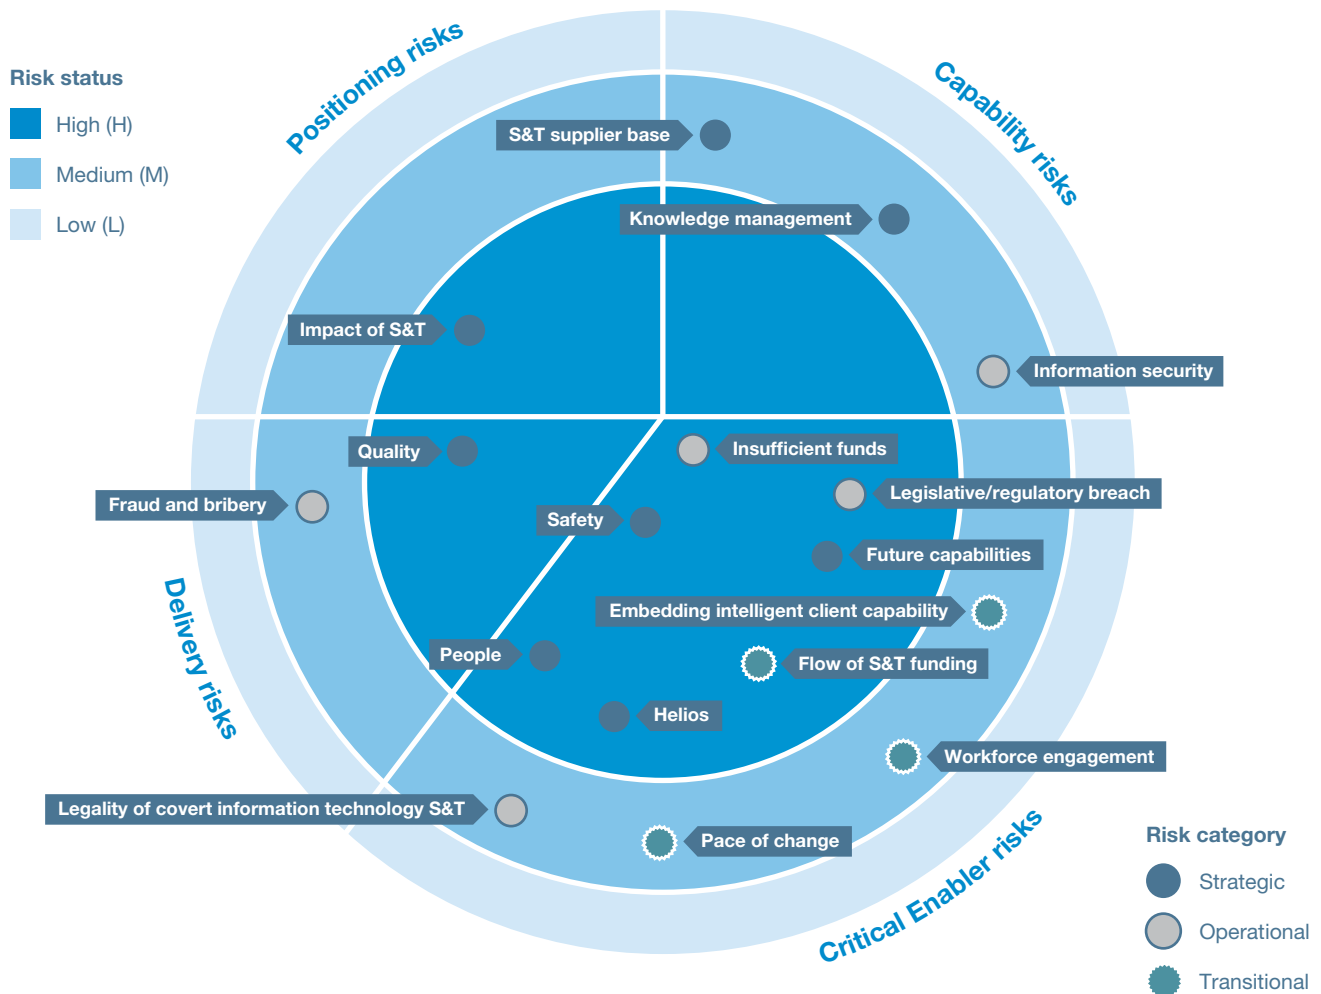 Positioning risks
Capability risks
Risk status
High (H)
Medium (M)
Low (L)
S&T supplier base
Knowledge management
Impact of S&T
Information security
Quality
Insufficient funds
Fraud and bribery
Legislative/regulatory breach
Safety
Future capabilities
Embedding intelligent client capability
Delivery risks
People
Flow of S&T funding
Helios
Workforce engagement
Legality of covert information technology S&T
Pace of change
Critical Enabler risks
Risk category
Strategic
Operational
Transitional